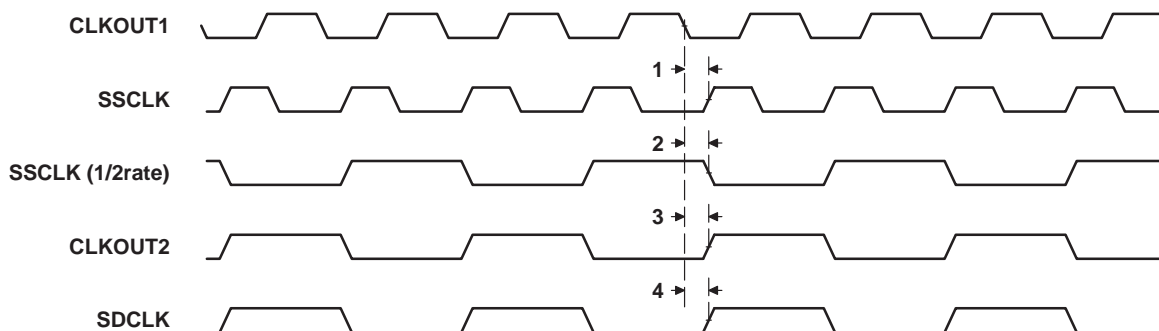 CLKOUT1
1
SSCLK
2
SSCLK (1/2rate)
3
CLKOUT2
4
SDCLK